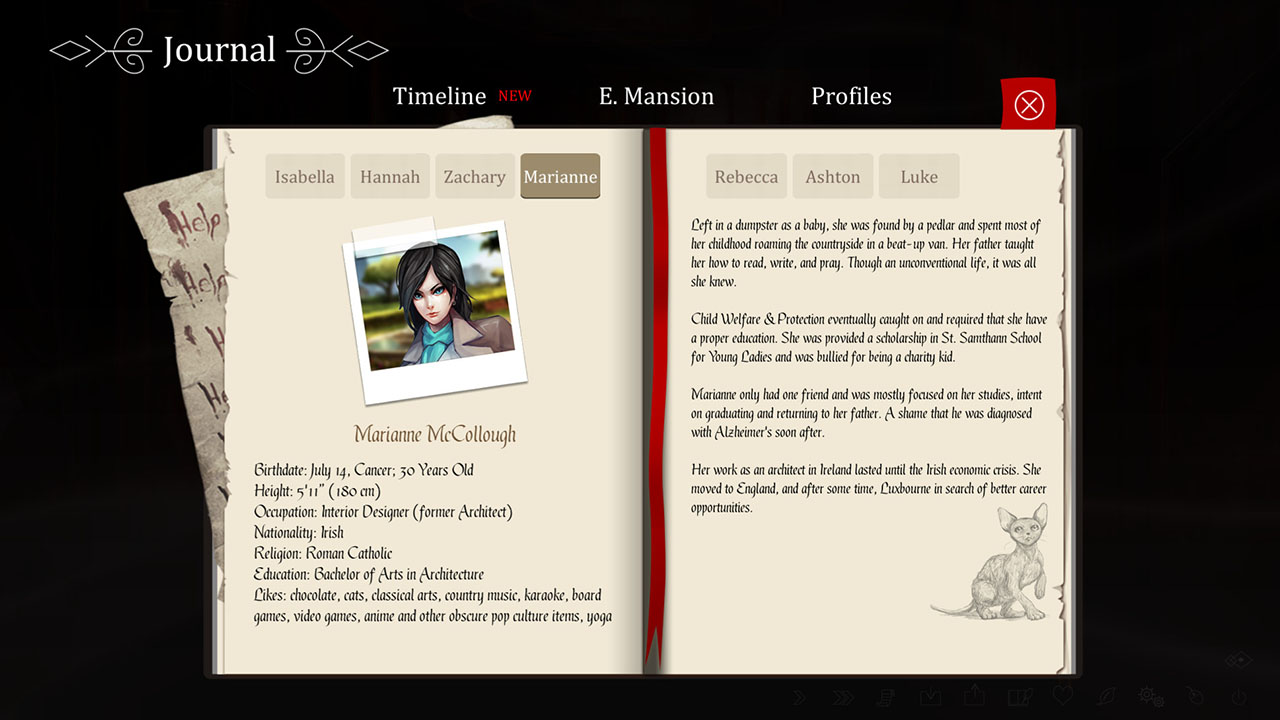 Journal
Timeline NEW E. Mansion Profiles
Isabella Hannah Zachary Marianne
Rebecca Ashton Luke
Help
Help
Marianne McCollough
Birthdate: July 14, Cancer; 30 Years Old
Height: 5'11" (180 cm)
Occupation: Interior Designer (former Architect)
Nationality: Irish
Religion: Roman Catholic
Education: Bachelor of Arts in Architecture
Likes: chocolate, cats, classical arts, country music, karaoke, board
games, video games, anime and other obscure pop culture items, yoga
Left in a dumpster as a baby, she was found by a pedlar and spent most of
her childhood roaming the countryside in a beat-up van. Her father taught
her how to read, write, and pray. Though an unconventional life, it was all
she knew.
Child Welfare & Protection eventually caught on and required that she have
a proper education. She was provided a scholarship in St. Samthann School
for Young Ladies and was bullied for being a charity kid.
Marianne only had one friend and was mostly focused on her studies, intent
on graduating and returning to her father. A shame that he was diagnosed
with Alzheimer's soon after.
Her work as an architect in Ireland lasted until the Irish economic crisis. She
moved to England, and after some time, Luxbourne in search of better career
opportunities.